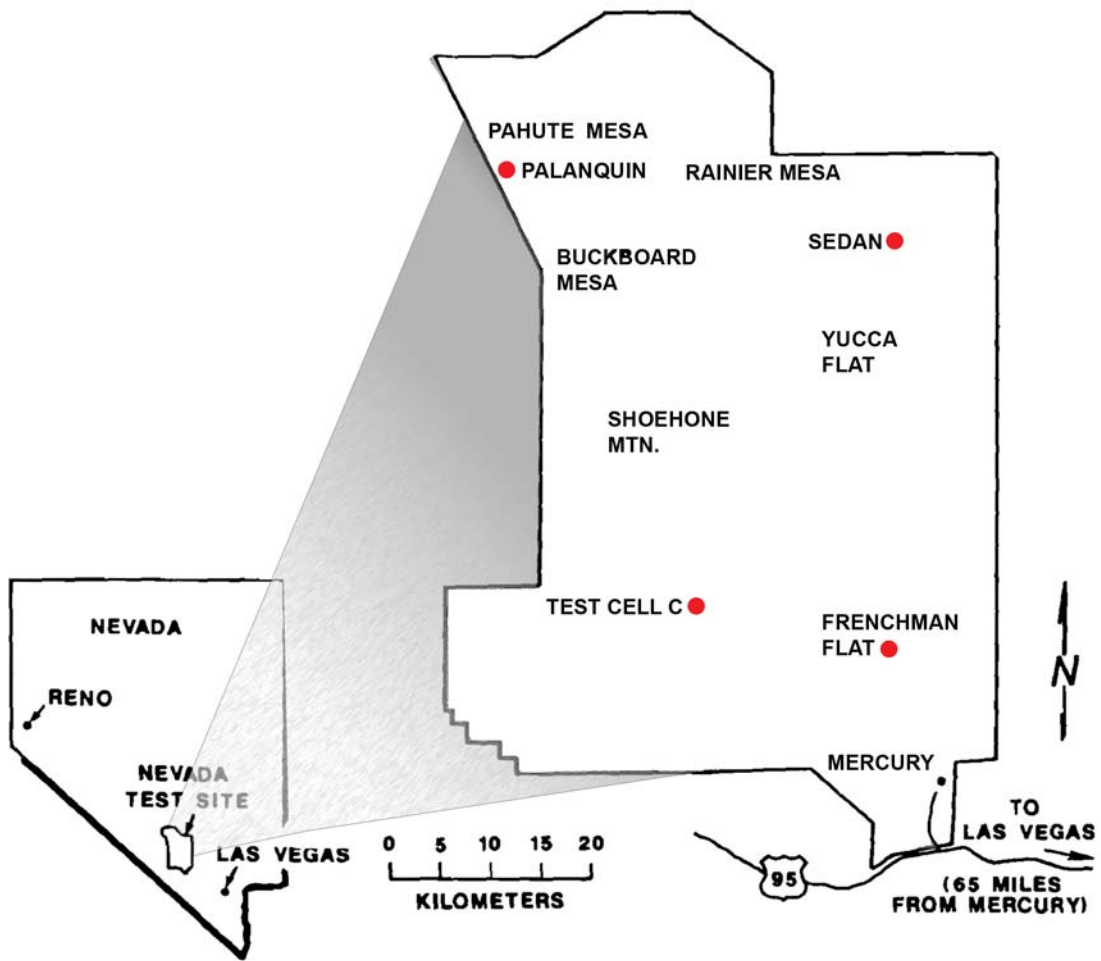 PAHUTE MESA
PALANQUIN
RAINIER MESA
SEDAN
BUCKBOARD
MESA
YUCCA
FLAT
SHOEHONE
MTN.
TEST CELL C
FRENCHMAN
FLAT
NEVADA
RENO
NEVADA
TEST SITE
LAS VEGAS
0 5 10 15 20
KILOMETERS
MERCURY
N
95
TO
LAS VEGAS
(65 MILES
FROM MERCURY)